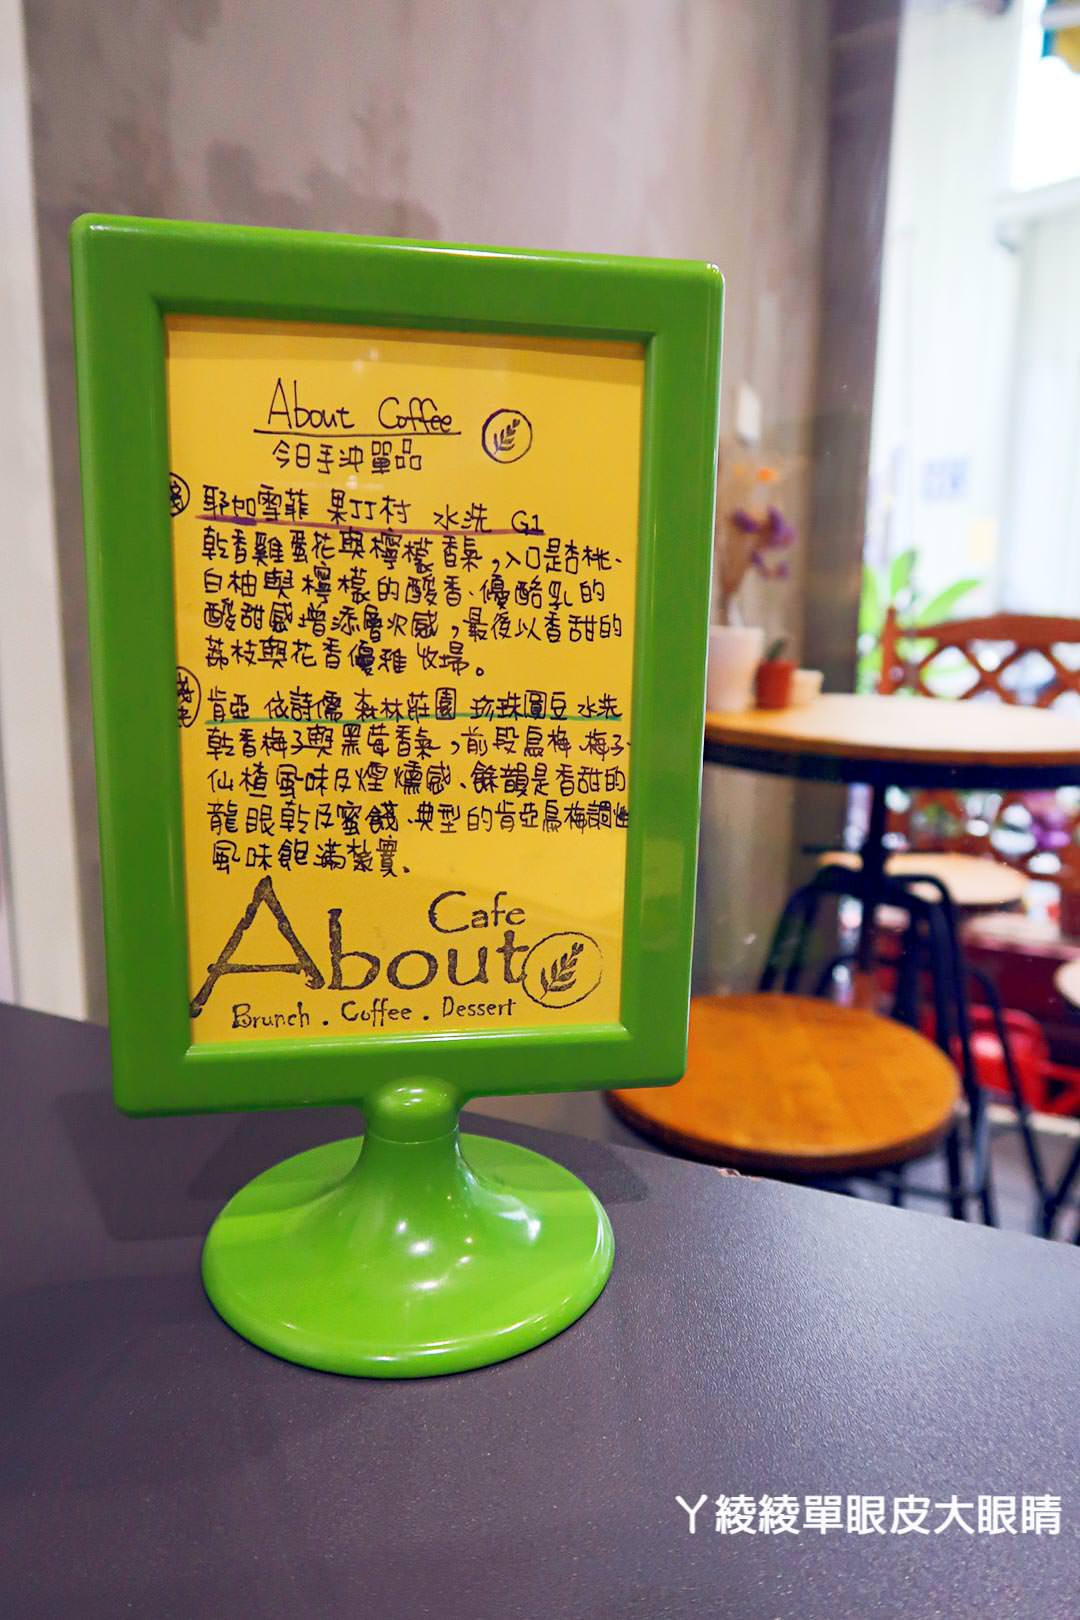 About Coffee
今日手沖單品
耶加雪菲 果丁丁村 水洗 G1
乾香雞蛋花與檸檬香氣,入口是杏桃、
白柚與檸檬的酸香、優酪乳的
酸甜感增添層次感,最後以香甜的
荔枝與花香優雅收場。
肯亞 依詩儒 森林莊園 珍珠圓豆 水洗
乾香梅子與黑莓香氣,前段烏梅、梅子、
仙楂風味及煙燻感、餘韻是香甜的
龍眼乾及蜜餞、典型的肯亞烏梅調性
風味飽滿紮實。
Cafe
About
Brunch . Coffee . Dessert
ㄚ綾綾單眼皮大眼睛